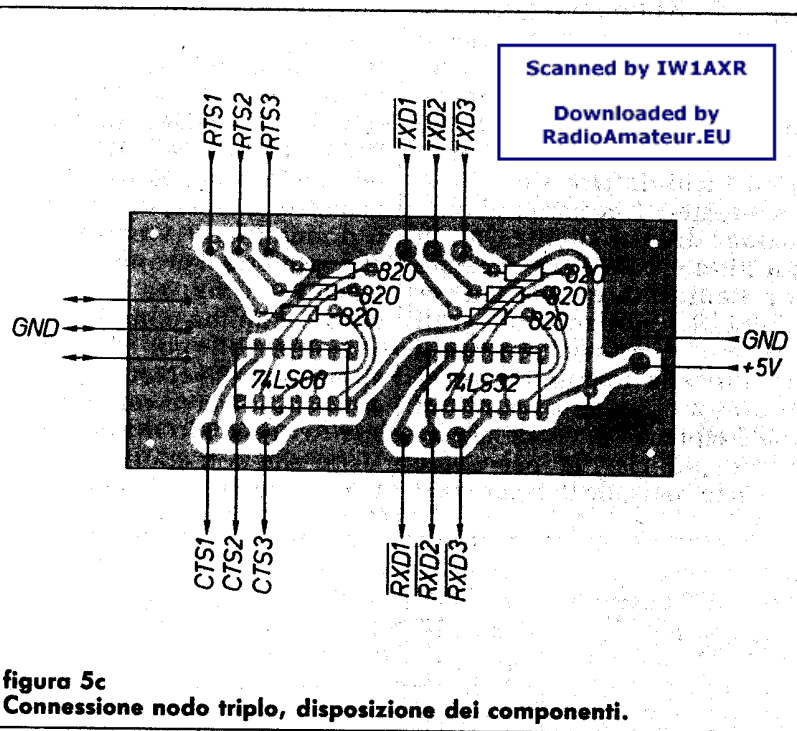 Scanned by IW1AXR
Downloaded by
RadioAmateur.EU
RTS1
RTS2
RTS3
TXD1
TXD2
TXD3
820
820
820
820
820
820
GND
GND
+5V
74LS08
74LS32
CTS1
CTS2
CTS3
RXD1
RXD2
RXD3
figura 5c
Connessione nodo triplo, disposizione dei componenti.